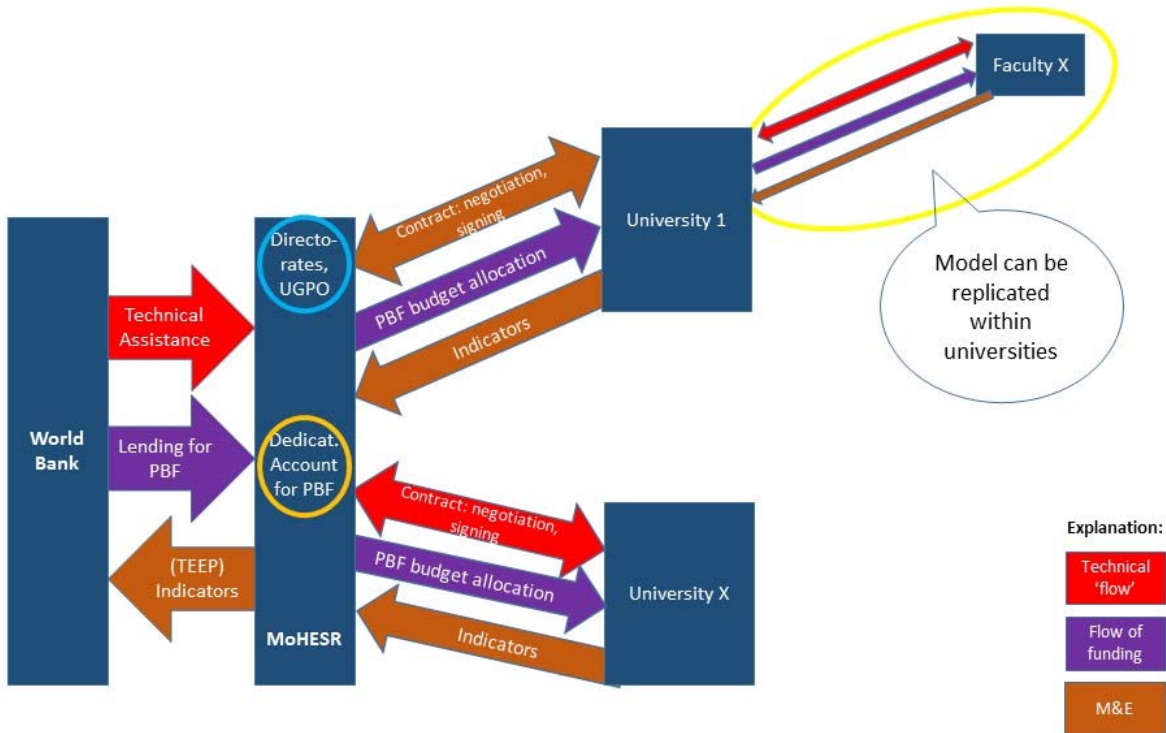 World
Bank
Technical
Assistance
Lending for
PBF
(TEEP)
Indicators
Directo-
rates,
UGPO
Dedicat.
Account
for PBF
MoHESR
Contract: negotiation,
signing
PBF budget allocation
Indicators
University 1
Contract: negotiation,
signing
PBF budget allocation
Indicators
University X
Faculty X
Model can be
replicated
within
universities
Explanation:
Technical
‘flow’
Flow of
funding
M&E